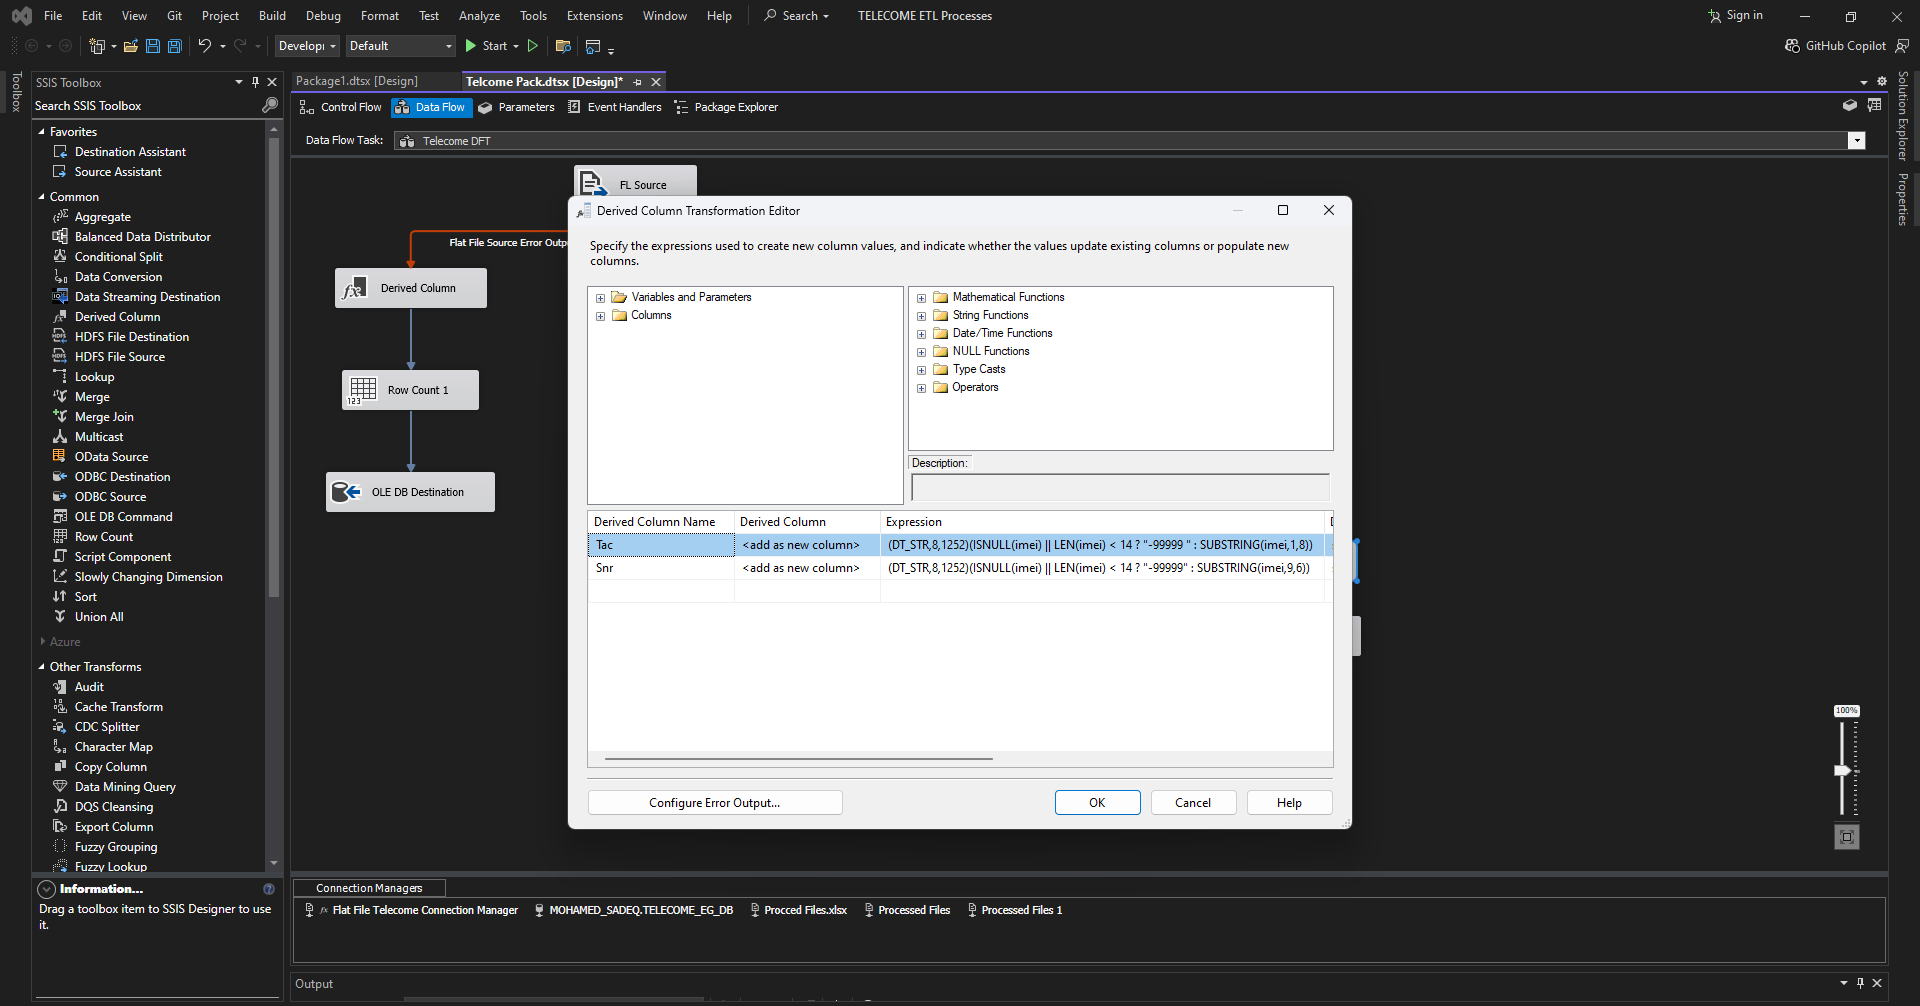 File Edit View Git Project Build Debug Format Test Analyze Tools Extensions Window Help Search TELECOME ETL Processes Sign in
Develop Default Start GitHub Copilot
Toolbox
SSIS Toolbox
Search SSIS Toolbox
Favorites
Destination Assistant
Source Assistant
Common
Aggregate
Balanced Data Distributor
Conditional Split
Data Conversion
Data Streaming Destination
Derived Column
HDFS File Destination
HDFS File Source
Lookup
Merge
Merge Join
Multicast
OData Source
ODBC Destination
ODBC Source
OLE DB Command
Row Count
Script Component
Slowly Changing Dimension
Sort
Union All
Azure
Other Transforms
Audit
Cache Transform
CDC Splitter
Character Map
Copy Column
Data Mining Query
DQS Cleansing
Export Column
Fuzzy Grouping
Fuzzy Lookup
Information...
Drag a toolbox item to SSIS Designer to use
it.
Package1.dtsx [Design] Telcome Pack.dtsx [Design]*
Control Flow Data Flow Parameters Event Handlers Package Explorer
Data Flow Task: Telecome DFT
FL Source
Flat File Source Error Outp
Derived Column
Row Count 1
OLE DB Destination
Derived Column Transformation Editor
Specify the expressions used to create new column values, and indicate whether the values update existing columns or populate new
columns.
Variables and Parameters
Columns
Mathematical Functions
String Functions
Date/Time Functions
NULL Functions
Type Casts
Operators
Description:
Derived Column Name Derived Column Expression
Tac <add as new column> (DT_STR,8,1252)(ISNULL(imei) || LEN(imei) < 14 ? "-99999 " : SUBSTRING(imei,1,8))
Snr <add as new column> (DT_STR,8,1252)(ISNULL(imei) || LEN(imei) < 14 ? "-99999" : SUBSTRING(imei,9,6))
Configure Error Output... OK Cancel Help
100%
Connection Managers
Flat File Telecome Connection Manager MOHAMED_SADEQ.TELECOME_EG_DB Procced Files.xlsx Processed Files Processed Files 1
Output
Solution Explorer
Properties